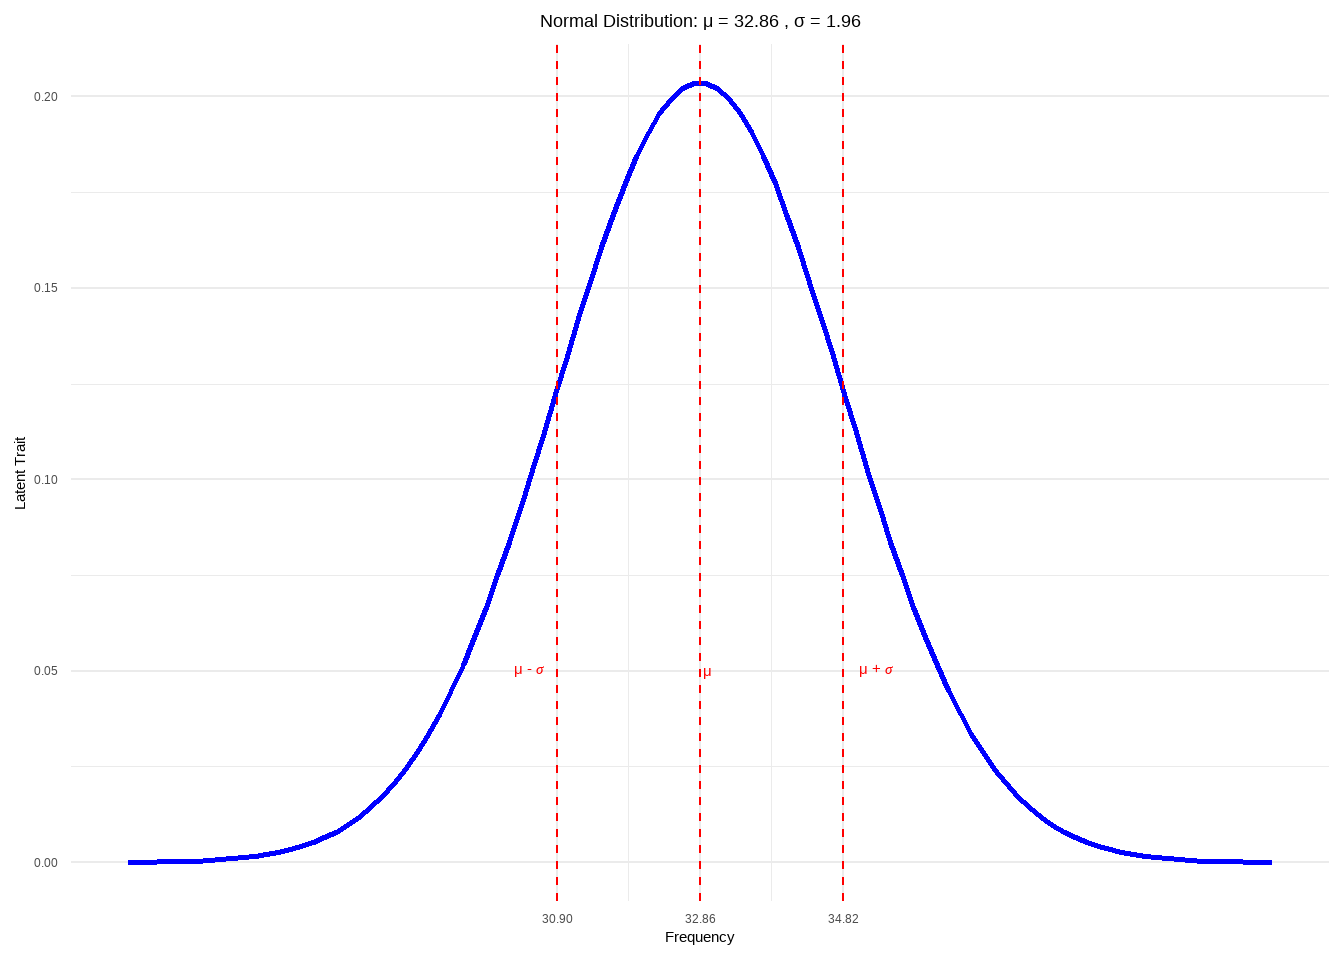 Normal Distribution: μ = 32.86 , σ = 1.96
0.20
0.15
0.10
0.05
0.00
Latent Trait
μ - σ
μ
μ + σ
30.90
32.86
34.82
Frequency